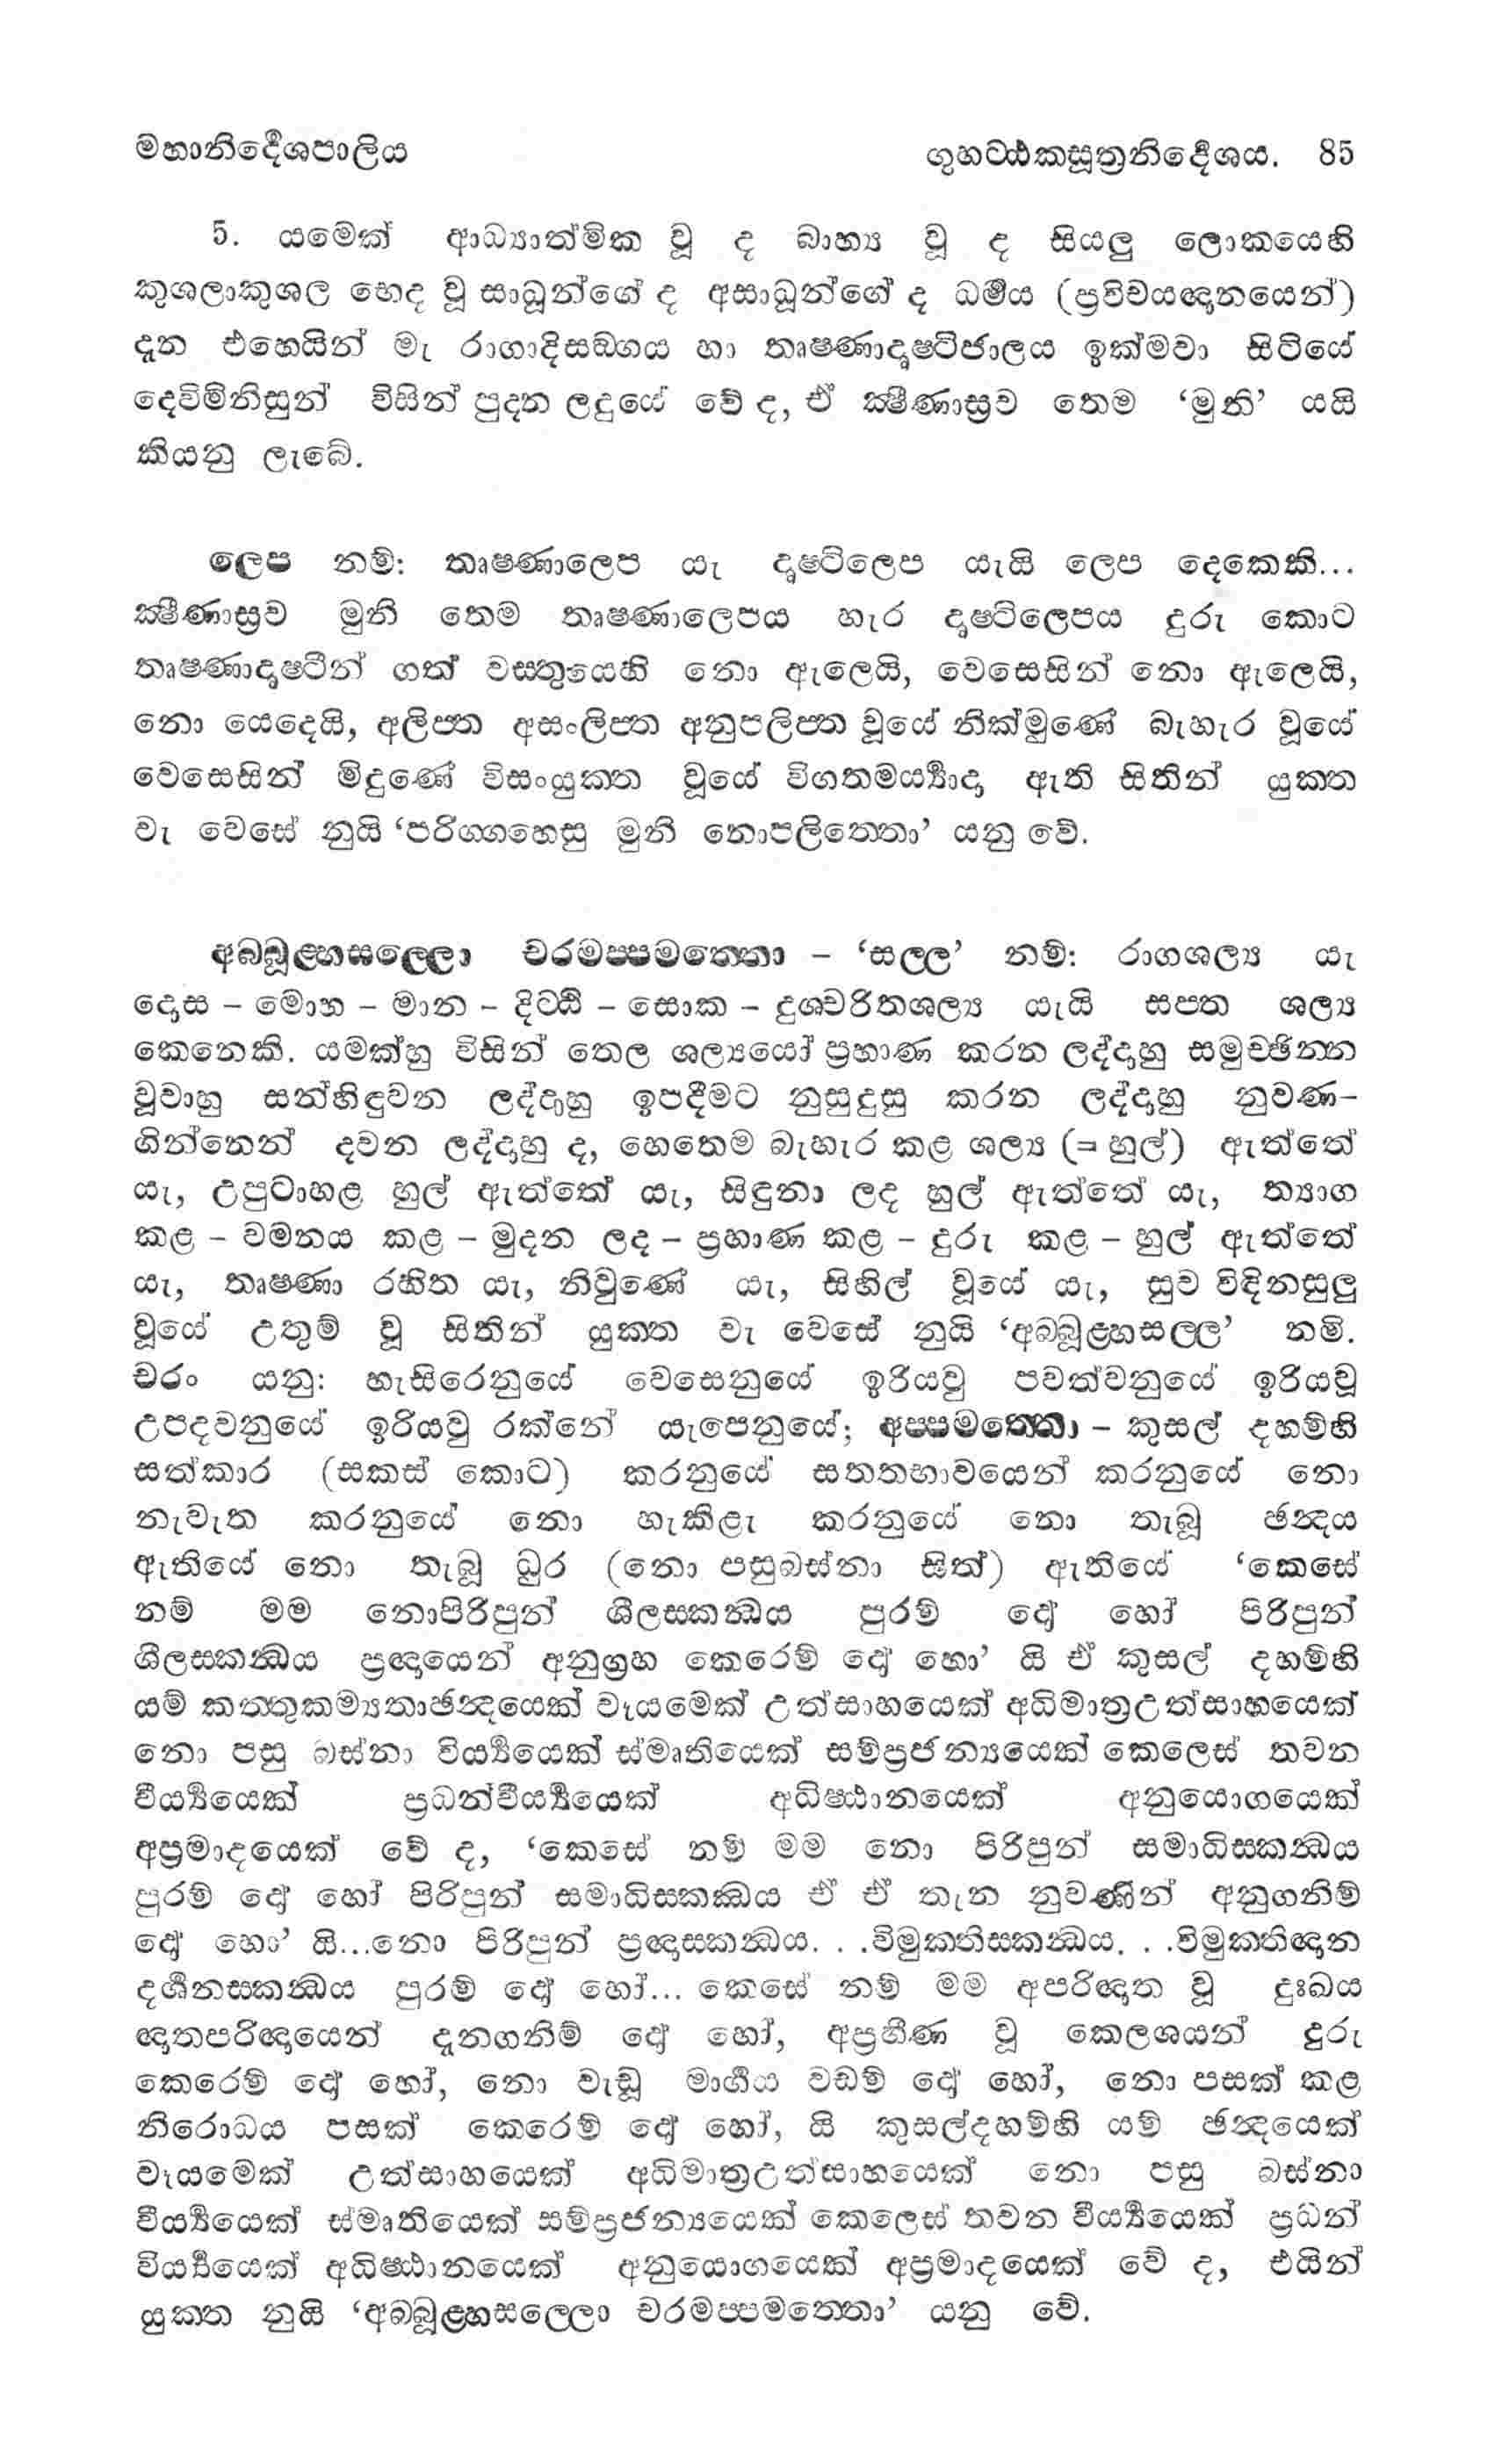 මහානිර්‍දේශපාලිය ගුහට්ඨකසූත්‍රනිර්‍දේශය. 85
5. යමෙක් ආධ්‍යාත්මික වූ ද බාහ්‍ය වූ ද සියලු ලොකයෙහි
කුශලාකුශල භෙද වූ සාධූන්ගේ ද අසාධූන්ගේ ද ධර්‍මය (ප්‍රවිචයඥානයෙන්)
දැන එහෙයින් මැ රාගාදිසඞ්ගය හා තෘෂ්ණාදෘෂ්ටිජාලය ඉක්මවා සිටියේ
දෙවිමිනිසුන් විසින් පුදන ලදුයේ වේ ද, ඒ ක්‍ෂීණාස්‍රව තෙම ‘මුනි’ යයි
කියනු ලැබේ.
ලෙප නම්: තෘෂ්ණාලෙප යැ දෘෂ්ටිලෙප යැයි ලෙප දෙකෙකි...
ක්‍ෂීණාස්‍රව මුනි තෙම තෘෂ්ණාලෙපය හැර දෘෂ්ටිලෙපය දුරු කොට
තෘෂ්ණාදෘෂ්ටීන් ගත් වස්තුයෙහි නො ඇලෙයි, වෙසෙසින් නො ඇලෙයි,
නො යෙදෙයි, අලිප්ත අසංලිප්ත අනුපලිප්ත වූයේ නික්මුණේ බැහැර වූයේ
වෙසෙසින් මිදුණේ විසංයුක්ත වූයේ විගතමර්‍ය්‍යාදා ඇති සිතින් යුක්ත
වැ වෙසේ නුයි ‘පරිග්ගහෙසු මුනි නොපලිත්තො’ යනු වේ.
අබ්බූළ්හසල්ලො චරමප්පමත්තො – ‘සල්ල’ නම්: රාගශල්‍ය යැ
දොස – මොහ – මාන – දිට්ඨි – සොක – දුශ්චරිතශල්‍ය යැයි සප්ත ශල්‍ය
කෙනෙකි. යමක්හු විසින් තෙල ශල්‍යයෝ ප්‍රහාණ කරන ලද්දාහු සමුච්ඡින්න
වූවාහු සන්හිඳුවන ලද්දාහු ඉපදීමට නුසුදුසු කරන ලද්දාහු නුවණ–
ගින්නෙන් දවන ලද්දාහු ද, හෙතෙම බැහැර කළ ශල්‍ය (= හුල්) ඇත්තේ
යැ, උපුටාහළ හුල් ඇත්තේ යැ, සිඳුනා ලද හුල් ඇත්තේ යැ, ත්‍යාග
කළ – වමනය කළ – මුදන ලද – ප්‍රහාණ කළ – දුරු කළ – හුල් ඇත්තේ
යැ, තෘෂ්ණා රහිත යැ, නිවුණේ යැ, සිහිල් වූයේ යැ, සුව විඳිනසුලු
වූයේ උතුම් වූ සිතින් යුක්ත වැ වෙසේ නුයි ‘අබ්බූළ්හසල්ල’ නමි.
චරං යනු: හැසිරෙනුයේ වෙසෙනුයේ ඉරියවු පවත්වනුයේ ඉරියවු
උපදවනුයේ ඉරියවු රක්නේ යැපෙනුයේ; අප්පමත්තො – කුසල් දහම්හි
සත්කාර (සකස් කොට) කරනුයේ සතතභාවයෙන් කරනුයේ නො
නැවැත කරනුයේ නො හැකිළැ කරනුයේ නො තැබූ ඡන්‍දය
ඇතියේ නො තැබූ ධුර (නො පසුබස්නා සිත්) ඇතියේ ‘කෙසේ
නම් මම නොපිරිපුන් ශීලස්කන්‍ධය පුරම් දෝ හෝ පිරිපුන්
ශීලස්කන්‍ධය ප්‍රඥායෙන් අනුග්‍රහ කෙරෙම් දෝ හො’ යි ඒ කුසල් දහම්හි
යම් කත්තුකම්‍යතාඡන්‍දයෙක් වෑයමෙක් උත්සාහයෙක් අධිමාත්‍රඋත්සාහයෙක්
නො පසු බස්නා වීර්‍ය්‍යයෙක් ස්මෘතියෙක් සම්ප්‍රජන්‍යයෙක් කෙලෙස් තවන
වීර්‍ය්‍යයෙක් ප්‍රධන්වීර්‍ය්‍යයෙක් අධිෂ්ඨානයෙක් අනුයොගයෙක්
අප්‍රමාදයෙක් වේ ද, ‘කෙසේ නම් මම නො පිරිපුන් සමාධිස්කන්‍ධය
පුරම් දෝ හෝ පිරිපුන් සමාධිස්කන්‍ධය ඒ ඒ තැන නුවණින් අනුගනිම්
දෝ හො’ යි...නො පිරිපුන් ප්‍රඥාස්කන්‍ධය. . .විමුක්තිස්කන්‍ධය. . .විමුක්තිඥාන
දර්‍ශනස්කන්‍ධය පුරම් දෝ හෝ... කෙසේ නම් මම අපරිඥාත වූ දුඃඛය
ඥාතපරිඥායෙන් දැනගනිම් දෝ හෝ, අප්‍රහීණ වූ කෙලශයන් දුරු
කෙරෙම් දෝ හෝ, නො වැඩූ මාර්‍ගය වඩම් දෝ හෝ, නො පසක් කළ
නිරොධය පසක් කෙරෙම් දෝ හෝ, යි කුසල්දහම්හි යම් ඡන්‍දයෙක්
වෑයමෙක් උත්සාහයෙක් අධිමාත්‍රඋත්සාහයෙක් නො පසු බස්නා
වීර්‍ය්‍යයෙක් ස්මෘතියෙක් සම්ප්‍රජන්‍යයෙක් කෙලෙස් තවන වීර්‍ය්‍යයෙක් ප්‍රධන්
වීර්‍ය්‍යයෙක් අධිෂ්ඨානයෙක් අනුයොගයෙක් අප්‍රමාදයෙක් වේ ද, එයින්
යුක්ත නුයි ‘අබ්බූළ්හසල්ලො චරමප්පමත්තො’ යනු වේ.